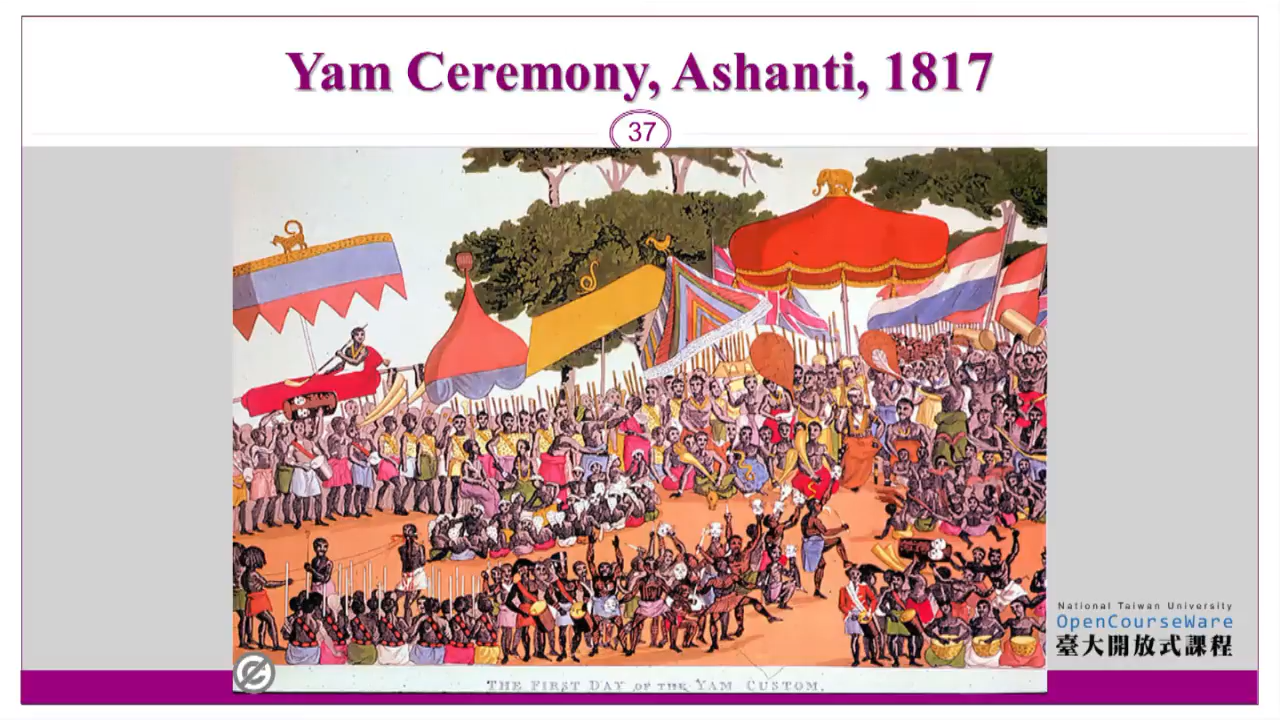 Yam Ceremony, Ashanti, 1817
37
National Taiwan University
OpenCourseWare
臺大開放式課程
THE FIRST DAY OF THE YAM CUSTOM.